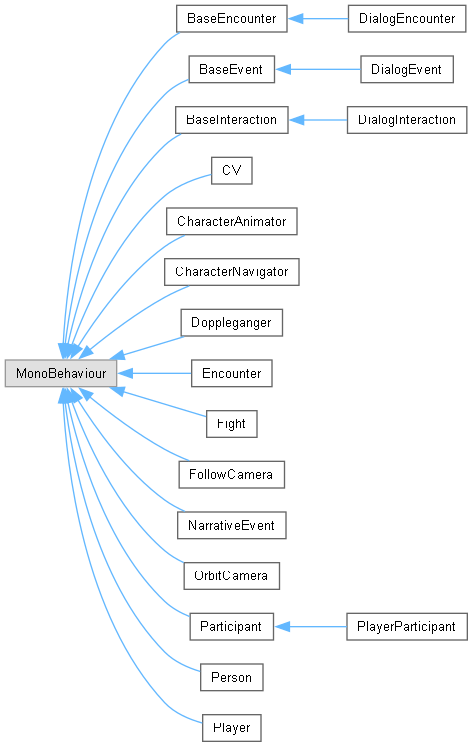 BaseEncounter
DialogEncounter
BaseEvent
DialogEvent
BaseInteraction
DialogInteraction
CV
CharacterAnimator
CharacterNavigator
Doppleganger
MonoBehaviour
Encounter
Fight
FollowCamera
NarrativeEvent
OrbitCamera
Participant
PlayerParticipant
Person
Player